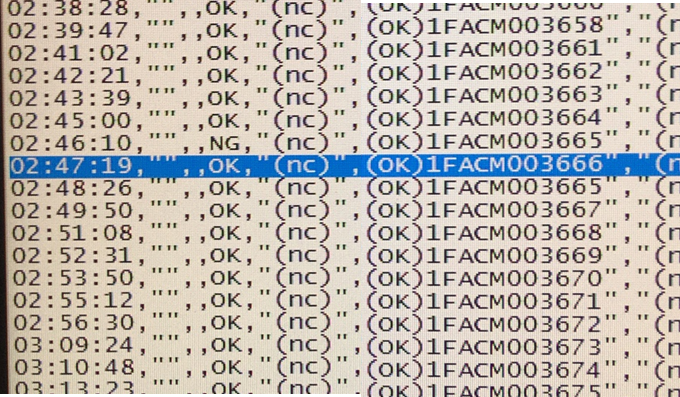 02:38:28,"",,OK,"(nc)",(OK)1FACM003660","(n
02:39:47,"",,OK,"(nc)",(OK)1FACM003658","(n
02:41:02,"",,OK,"(nc)",(OK)1FACM003661","(n
02:42:21,"",,OK,"(nc)",(OK)1FACM003662","(n
02:43:39,"",,OK,"(nc)",(OK)1FACM003663","(n
02:45:00,"",,OK,"(nc)",(OK)1FACM003664","(n
02:46:10,"",,NG,"(nc)",(OK)1FACM003665","(n
02:47:19,"",,OK,"(nc)",(OK)1FACM003666","(n
02:48:26,"",,OK,"(nc)",(OK)1FACM003665","(n
02:49:50,"",,OK,"(nc)",(OK)1FACM003667","(n
02:51:08,"",,OK,"(nc)",(OK)1FACM003668","(n
02:52:31,"",,OK,"(nc)",(OK)1FACM003669","(n
02:53:50,"",,OK,"(nc)",(OK)1FACM003670","(n
02:55:12,"",,OK,"(nc)",(OK)1FACM003671","(n
02:56:30,"",,OK,"(nc)",(OK)1FACM003672","(n
03:09:24,"",,OK,"(nc)",(OK)1FACM003673","(n
03:10:48,"",,OK,"(nc)",(OK)1FACM003674","(n
03:13:23,"",,OK,"(nc)",(OK)1FACM003675","(n